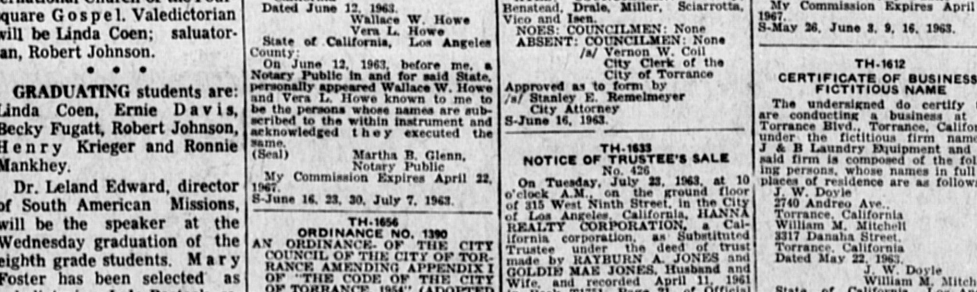 quare Gospel. Valedictorian
will be Linda Coen; saluator-
an, Robert Johnson.
• • •
GRADUATING students are:
Linda Coen, Ernie Davis,
Becky Fugatt, Robert Johnson,
Henry Krieger and Ronnie
Mankhey.
Dr. Leland Edward, director
of South American Missions,
will be the speaker at the
Wednesday graduation of the
eighth grade students. Mary
Foster has been selected as
Dated June 12, 1963.
Wallace W. Howe
Vera L. Howe
State of California, Los Angeles
County:
On June 12, 1963, before me, a
Notary Public in and for said State,
personally appeared Wallace W. Howe
and Vera L. Howe known to me to
be the persons whose names are sub-
scribed to the within instrument and
acknowledged they executed the
same.
(Seal) Martha B. Glenn,
Notary Public
My Commission Expires April 22,
1967.
S-June 16, 23, 30, July 7, 1963.
TH-1656
ORDINANCE NO. 1390
AN ORDINANCE OF THE CITY
COUNCIL OF THE CITY OF TOR-
RANCE AMENDING APPENDIX I
OF "THE CODE OF THE CITY
OF TORRANCE, 1954" (ADOPTED
Benstead, Drale, Miller, Sciarrotta,
Vico and Isen.
NOES: COUNCILMEN: None
ABSENT: COUNCILMEN: None
/s/ Vernon W. Coil
City Clerk of the
City of Torrance
Approved as to form by
/s/ Stanley E. Remelmeyer
City Attorney
S-June 16, 1963.
TH-1633
NOTICE OF TRUSTEE'S SALE
No. 426
On Tuesday, July 23, 1963, at 10
o'clock A.M., on the ground floor
of 315 West Ninth Street, in the City
of Los Angeles, California, HANNA
REALTY CORPORATION, a Cal-
ifornia corporation, as Substituted
Trustee under the deed of trust
made by RAYBURN A. JONES and
GOLDIE MAE JONES, Husband and
Wife, and recorded April 11, 1961
My Commission Expires April
1967.
S-May 26, June 3, 9, 16, 1963.
TH-1612
CERTIFICATE OF BUSINESS
FICTITIOUS NAME
The undersigned do certify
are conducting a business at
Torrance Blvd., Torrance, Califor
under the fictitious firm name
J & B Laundry Equipment and
said firm is composed of the fol
ing persons, whose names in full
places of residence are as follow
J. W. Doyle
2740 Andreo Ave.,
Torrance, California
William M. Mitchell
3317 Danaha Street,
Torrance, California
Dated May 22, 1963.
J. W. Doyle
William M. Mitc
State of California,